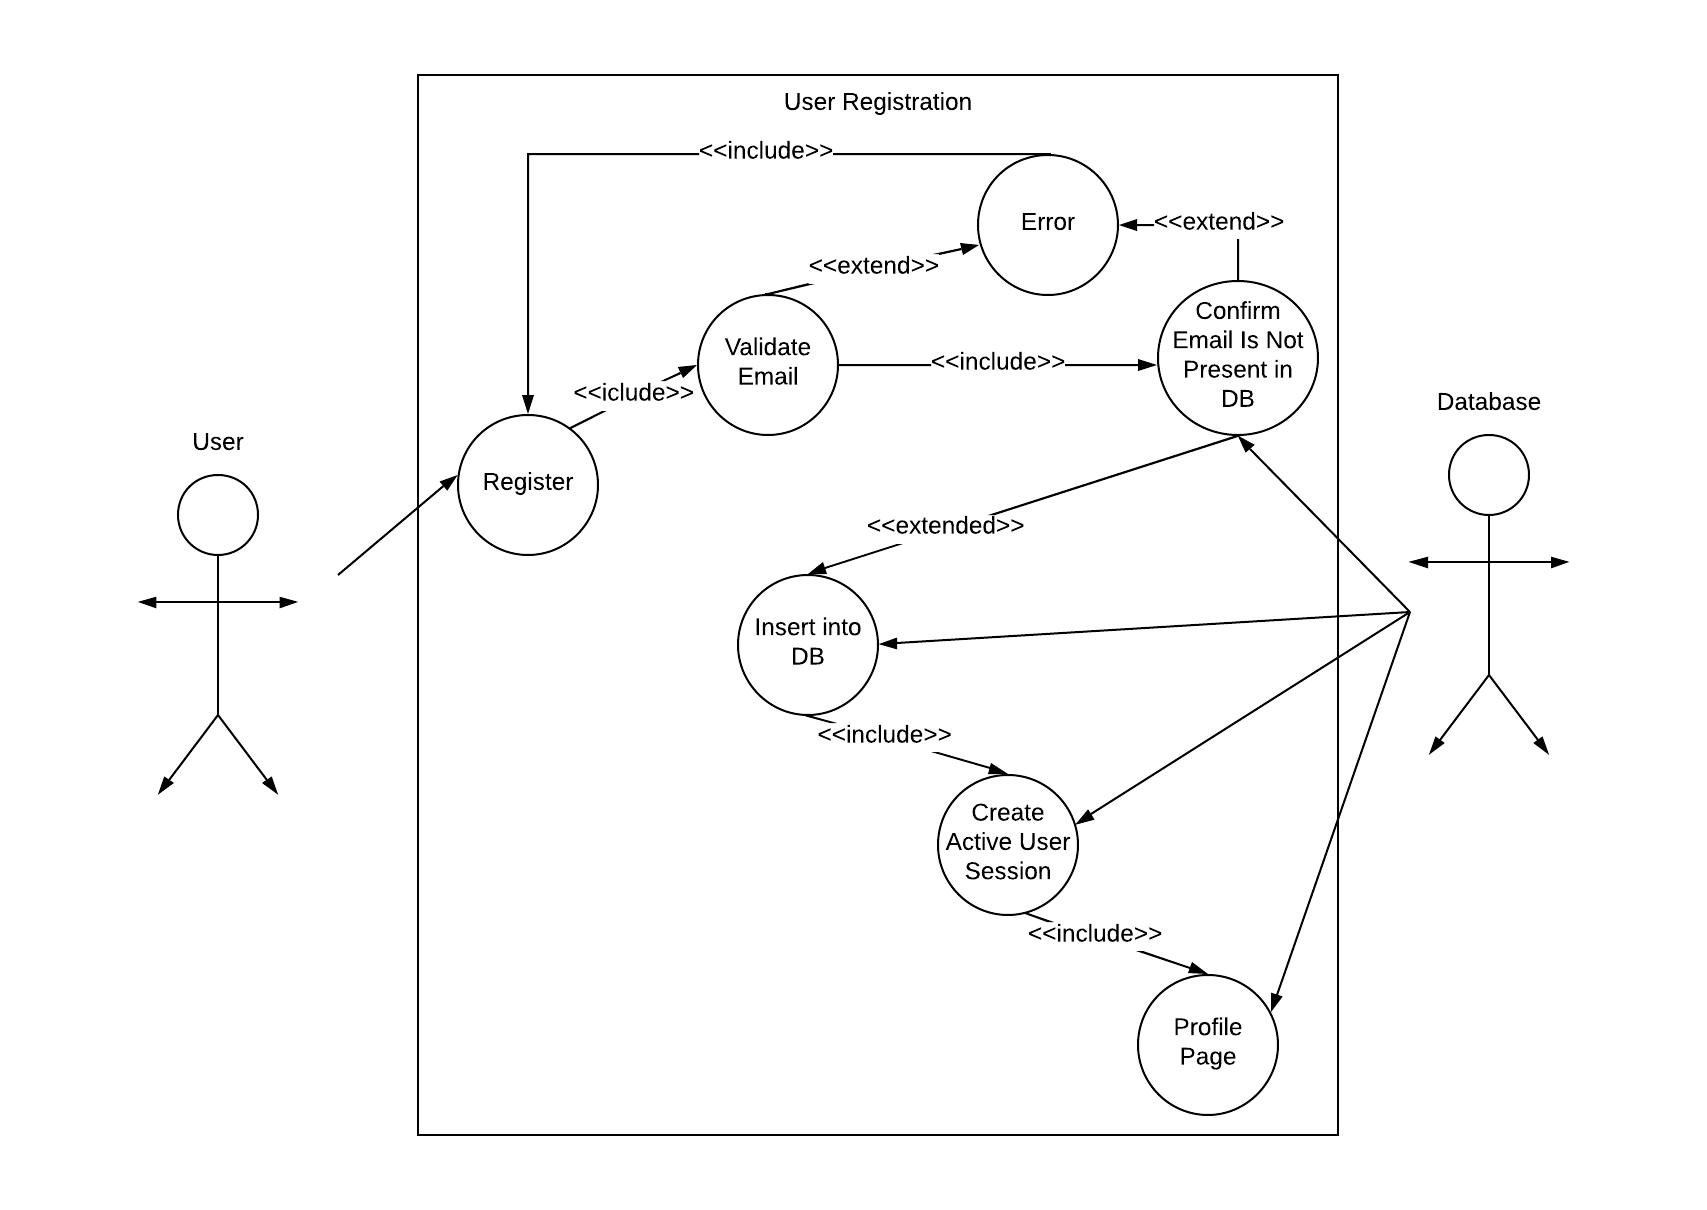 User Registration
<<include>>
Error
<<extend>>
<<extend>>
Validate
Email
<<include>>
Confirm
Email Is Not
Present in
DB
<<iclude>>
Register
User
Database
<<extended>>
Insert into
DB
<<include>>
Create
Active User
Session
<<include>>
Profile
Page